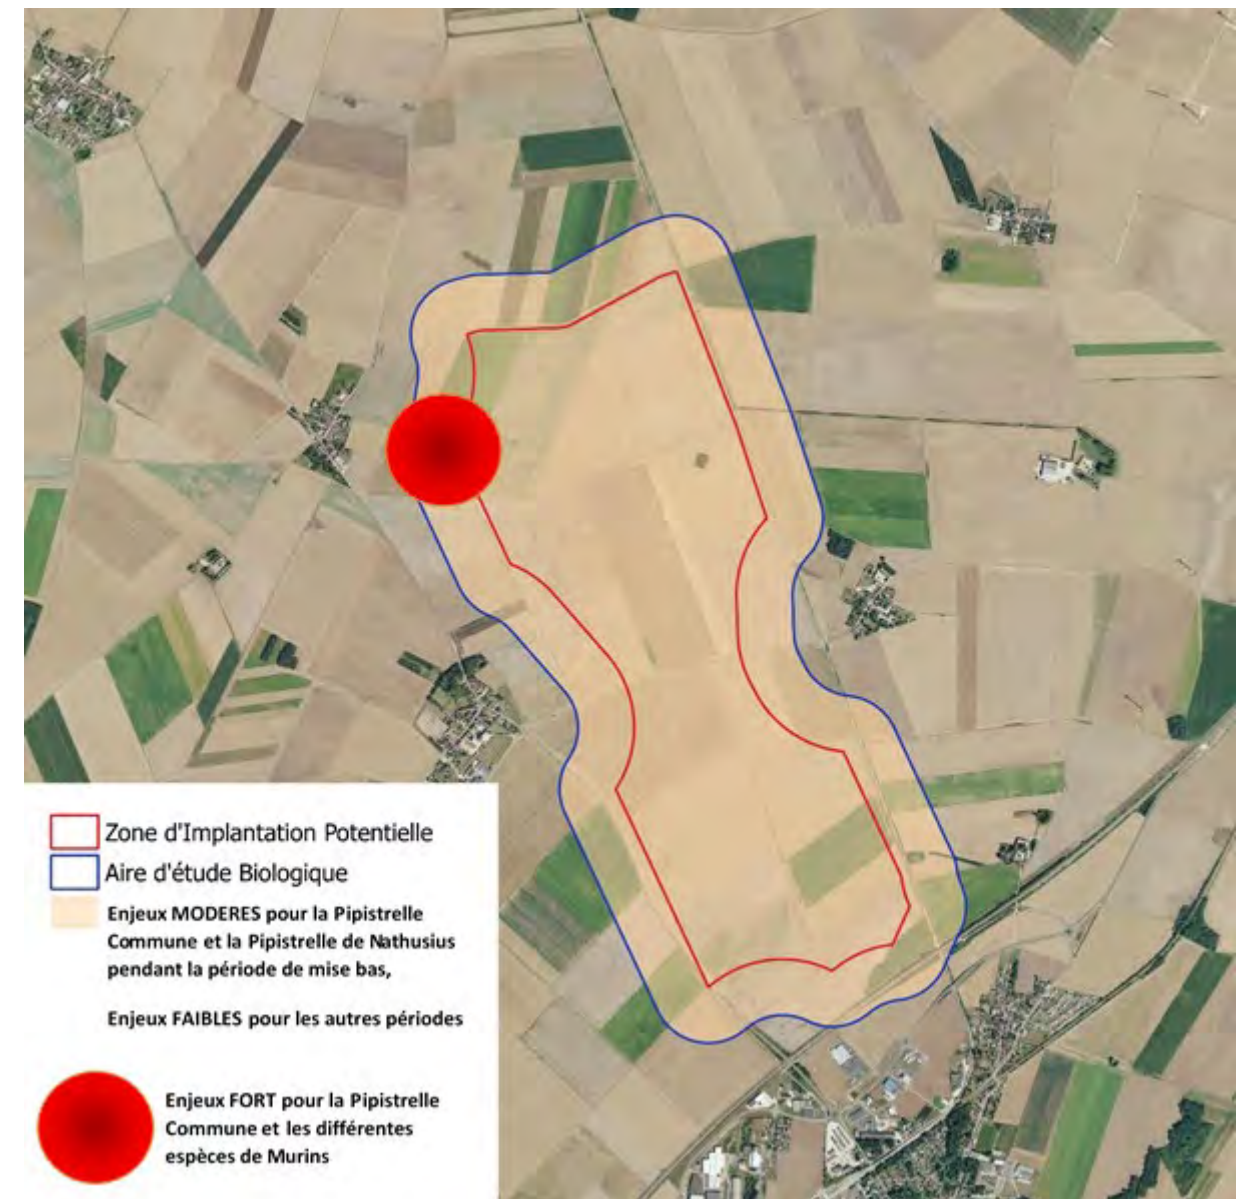 Zone d'Implantation Potentielle
Aire d'étude Biologique
Enjeux MODERES pour la Pipistrelle
Commune et la Pipistrelle de Nathusius
pendant la période de mise bas,
Enjeux FAIBLES pour les autres périodes
Enjeux FORT pour la Pipistrelle
Commune et les différentes
espèces de Murins